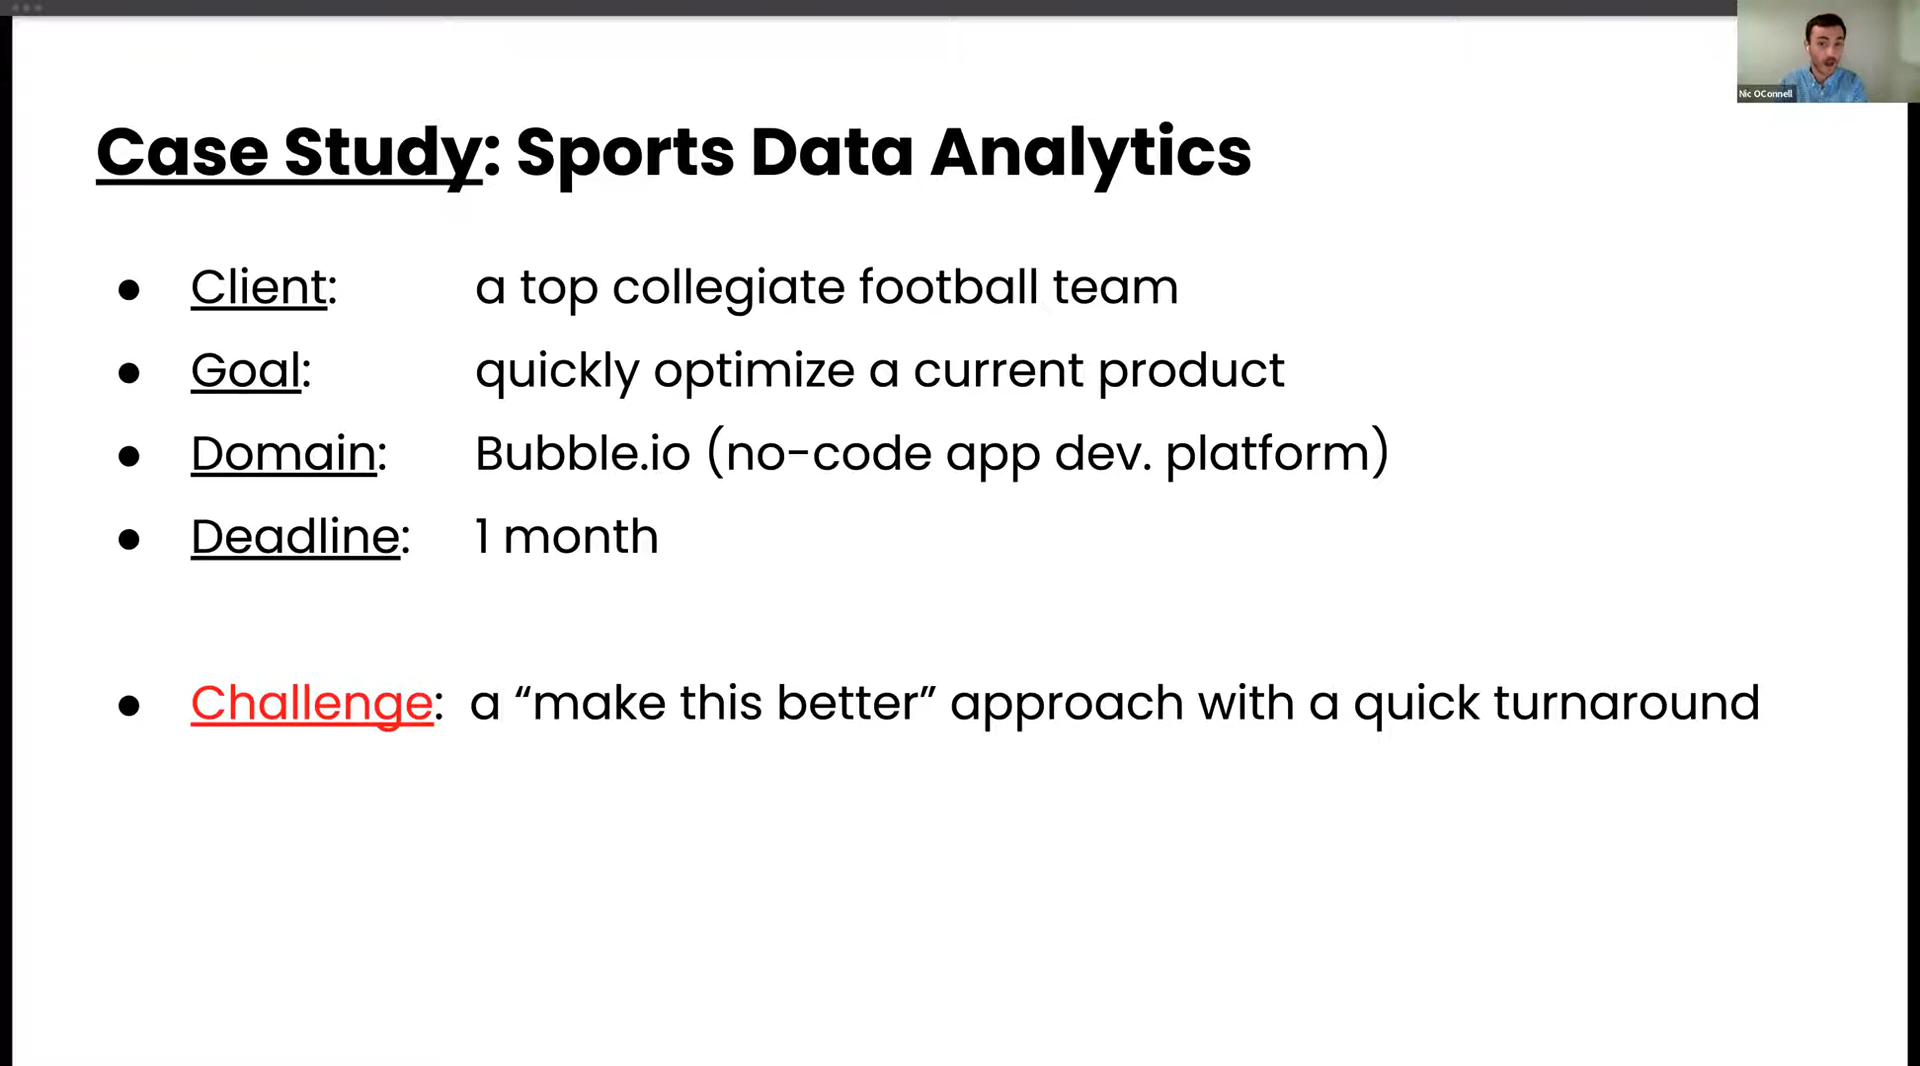 Nic OConnell
Case Study: Sports Data Analytics
● Client: a top collegiate football team
● Goal: quickly optimize a current product
● Domain: Bubble.io (no-code app dev. platform)
● Deadline: 1 month
● Challenge: a “make this better” approach with a quick turnaround